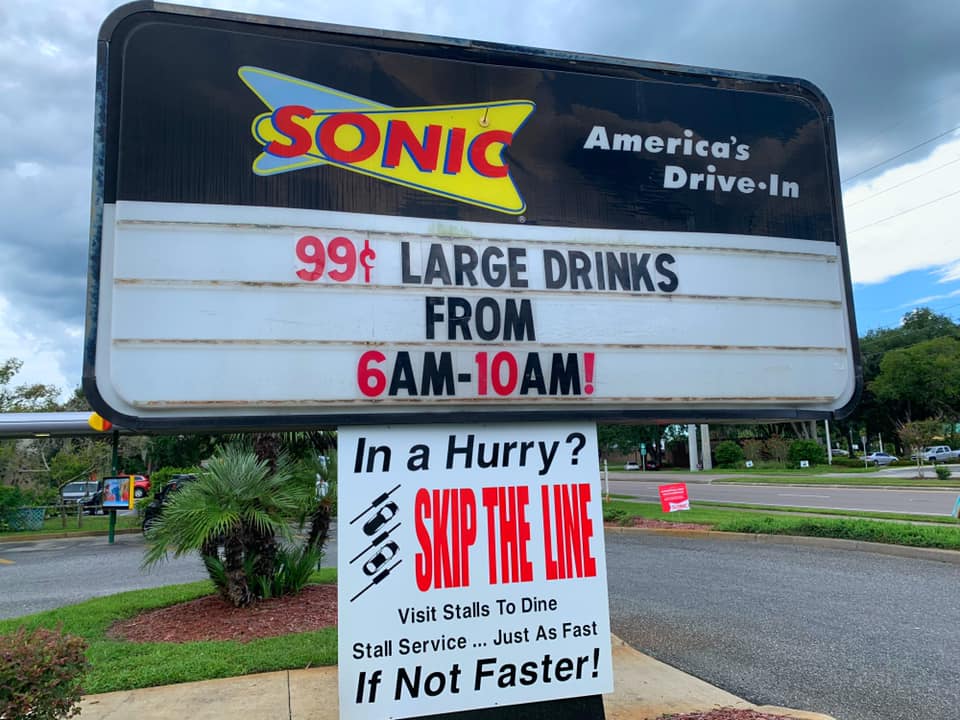 SONIC
America's
Drive-In
99¢ LARGE DRINKS
FROM
6AM-10AM!
In a Hurry?
SKIP THE LINE
Visit Stalls To Dine
Stall Service ... Just As Fast
If Not Faster!